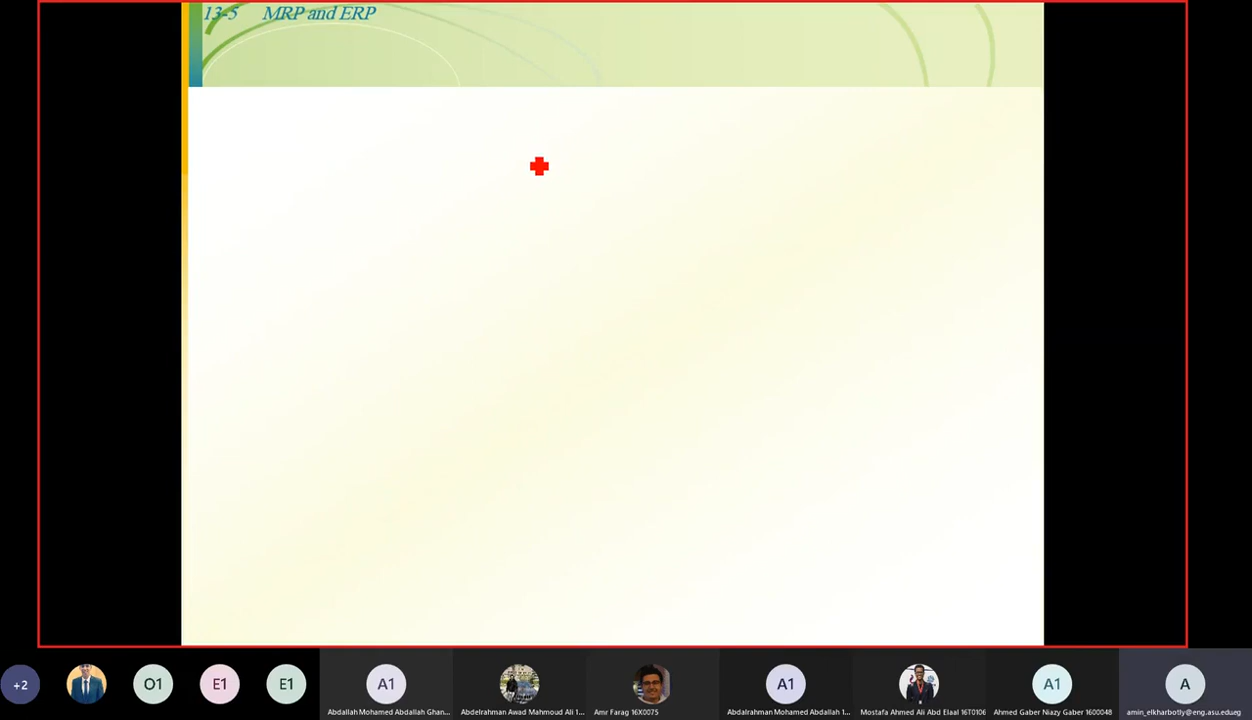 13-5 MRP and ERP
+2
O1
E1
E1
A1
A1
A1
A
Abdallah Mohamed Abdallah Ghan...
Abdelrahman Awad Mahmoud Ali 1...
Amr Farag 16X0075
Abdalrahman Mohamed Abdallah 1...
Mostafa Ahmed Ali Abd Elaal 16T0106
Ahmed Gaber Niazy Gaber 1600048
amin_elkharbotly@eng.asu.edueg